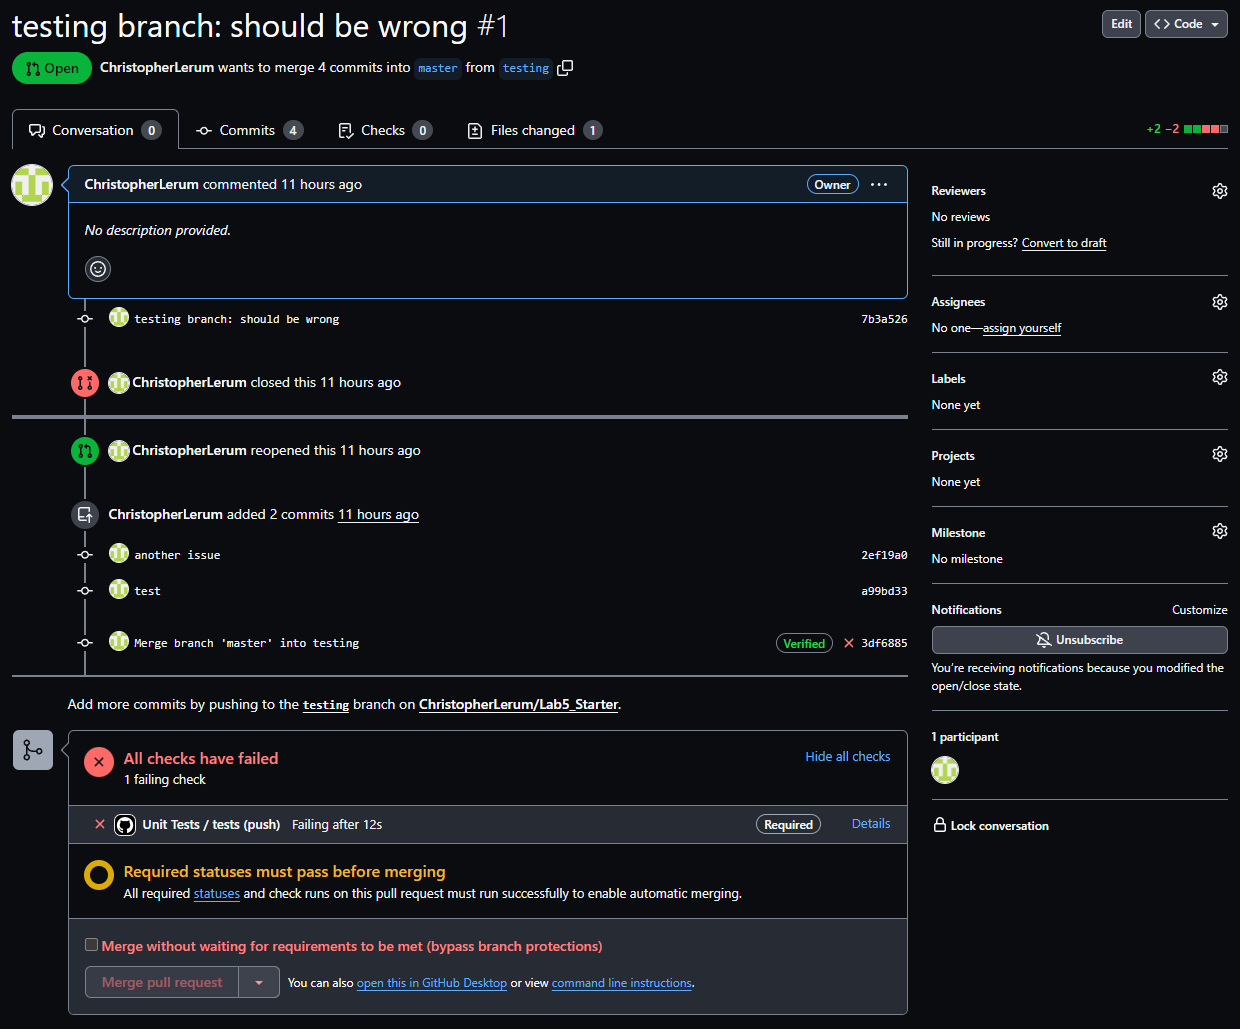 testing branch: should be wrong #1
Edit
<> Code
Open
ChristopherLerum wants to merge 4 commits into master from testing
Conversation 0
Commits 4
Checks 0
Files changed 1
+2 −2
ChristopherLerum commented 11 hours ago
Owner
No description provided.
testing branch: should be wrong
7b3a526
ChristopherLerum closed this 11 hours ago
ChristopherLerum reopened this 11 hours ago
ChristopherLerum added 2 commits 11 hours ago
another issue
2ef19a0
test
a99bd33
Merge branch 'master' into testing
Verified
3df6885
Add more commits by pushing to the testing branch on ChristopherLerum/Lab5_Starter.
All checks have failed
Hide all checks
1 failing check
Unit Tests / tests (push) Failing after 12s
Required
Details
Required statuses must pass before merging
All required statuses and check runs on this pull request must run successfully to enable automatic merging.
Merge without waiting for requirements to be met (bypass branch protections)
Merge pull request
You can also open this in GitHub Desktop or view command line instructions.
Reviewers
No reviews
Still in progress? Convert to draft
Assignees
No one—assign yourself
Labels
None yet
Projects
None yet
Milestone
No milestone
Notifications
Customize
Unsubscribe
You're receiving notifications because you modified the
open/close state.
1 participant
Lock conversation